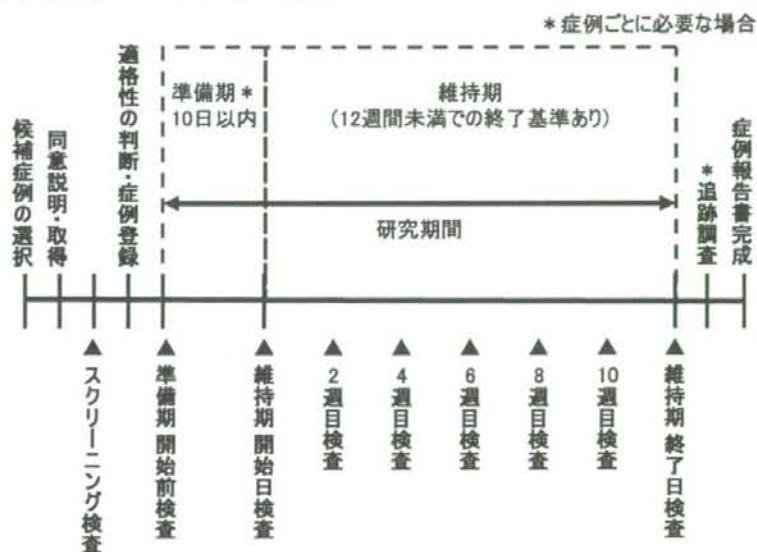 *症例ごとに必要な場合
候補症例の選択
同意説明・取得
適格性の判断・症例登録
準備期*
10日以内
維持期
(12週間未満での終了基準あり)
研究期間
*追跡調査
症例報告書完成
▲スクリーニング検査
▲準備期 開始前検査
▲維持期 開始日検査
▲2週目検査
▲4週目検査
▲6週目検査
▲8週目検査
▲10週目検査
▲維持期 終了日検査